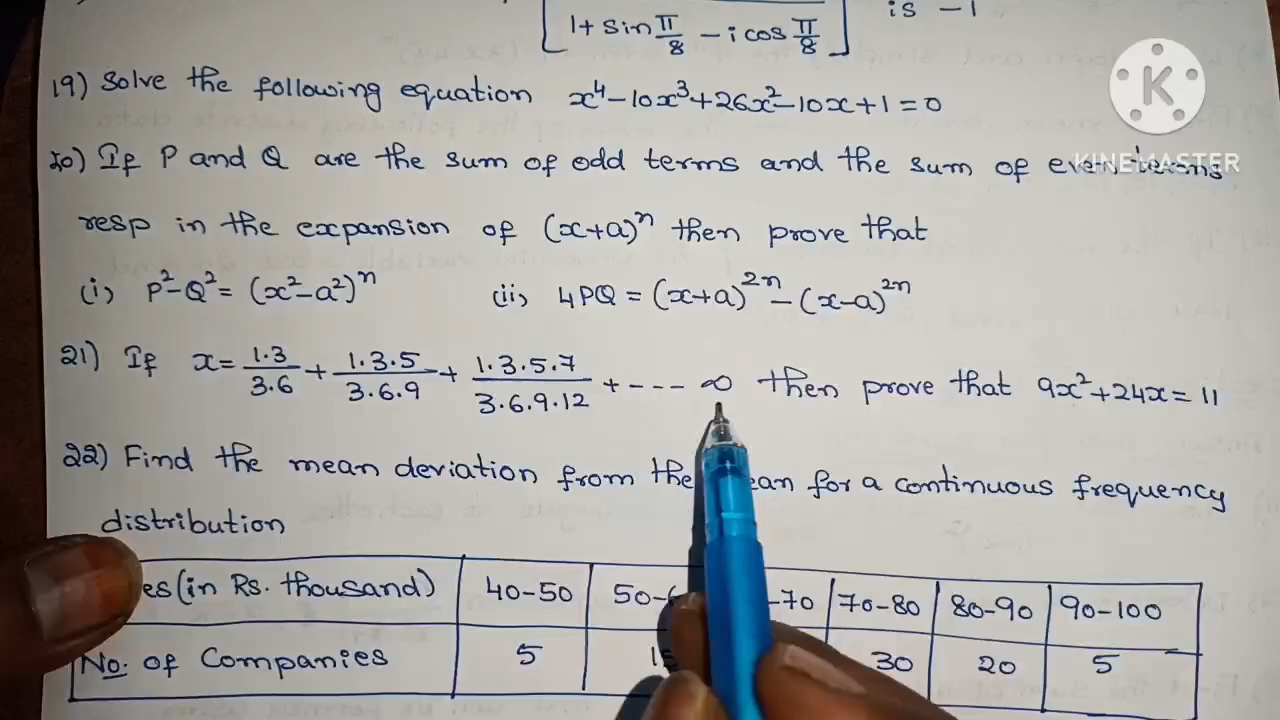 [1+ sin π/8 - i cos π/8] is -1
19) Solve the following equation x⁴-10x³+26x²-10x+1=0
K
KINEMASTER
20) If P and Q are the sum of odd terms and the sum of even terms
resp in the expansion of (x+a)ⁿ then prove that
(i) P²-Q² = (x²-a²)ⁿ (ii) 4PQ = (x+a)²ⁿ-(x-a)²ⁿ
21) If x = 1.3/3.6 + 1.3.5/3.6.9 + 1.3.5.7/3.6.9.12 + ---- ∞ then prove that 9x²+24x = 11
22) Find the mean deviation from the mean for a continuous frequency
distribution
es (in Rs. thousand) 40-50 50- -70 70-80 80-90 90-100
No. of Companies 5 30 20 5